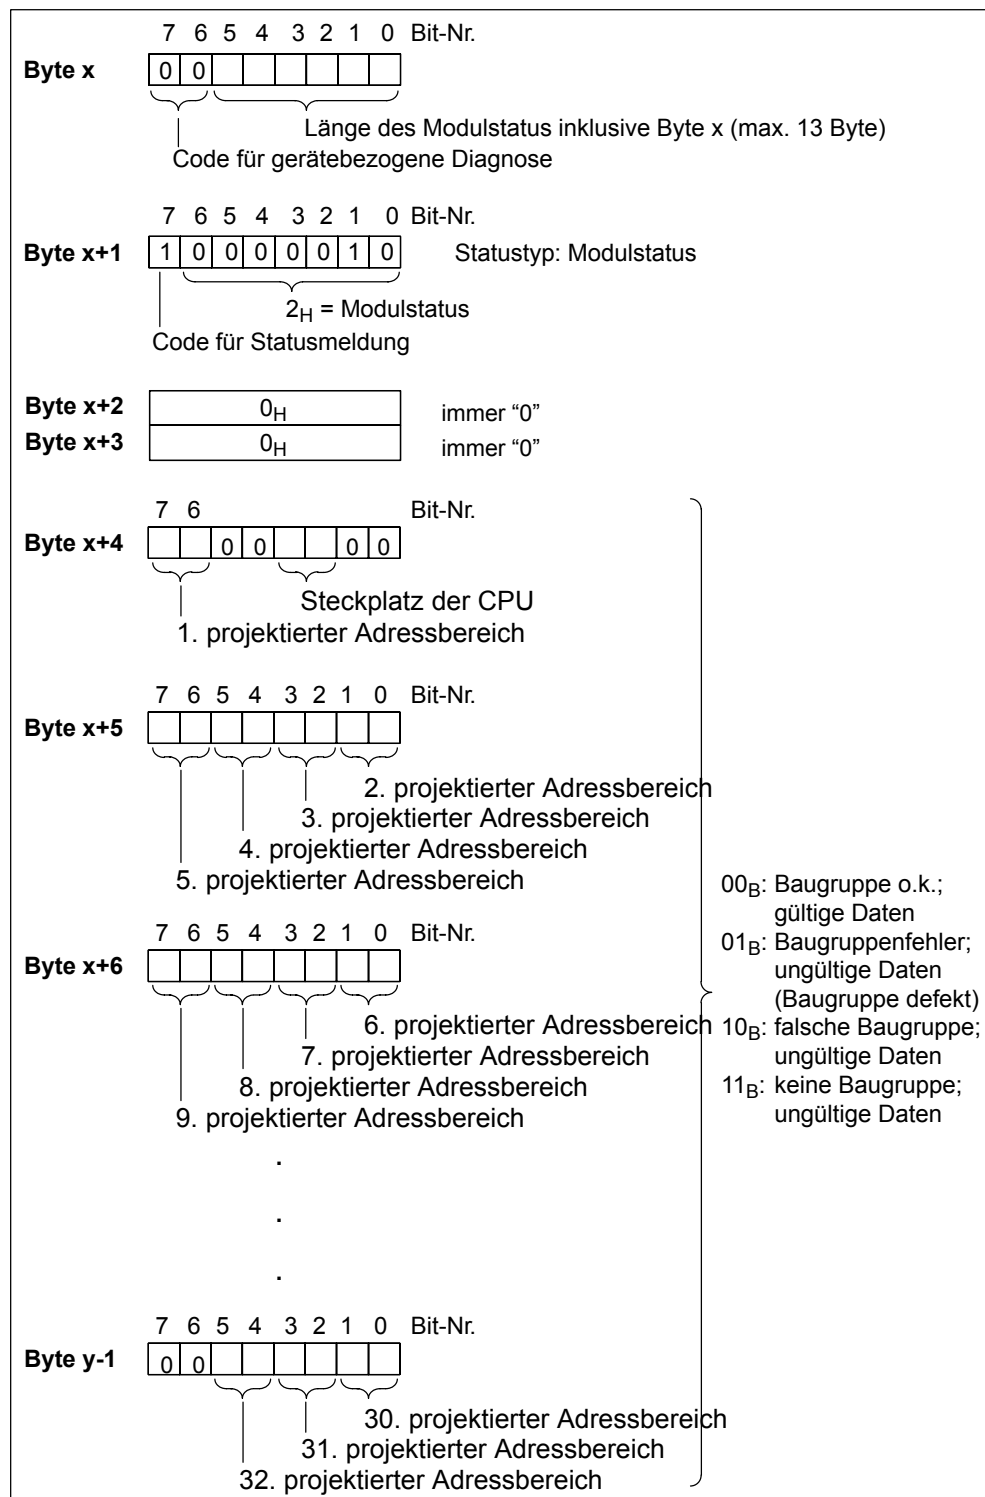 7 6 5 4 3 2 1 0 Bit-Nr.
Byte x 0 0
Länge des Modulstatus inklusive Byte x (max. 13 Byte)
Code für gerätebezogene Diagnose
7 6 5 4 3 2 1 0 Bit-Nr.
Byte x+1 1 0 0 0 0 0 1 0 Statustyp: Modulstatus
2H = Modulstatus
Code für Statusmeldung
Byte x+2 0H immer “0”
Byte x+3 0H immer “0”
7 6 Bit-Nr.
Byte x+4 0 0 0 0
Steckplatz der CPU
1. projektierter Adressbereich
7 6 5 4 3 2 1 0 Bit-Nr.
Byte x+5
2. projektierter Adressbereich
3. projektierter Adressbereich
4. projektierter Adressbereich
5. projektierter Adressbereich
7 6 5 4 3 2 1 0 Bit-Nr.
Byte x+6
6. projektierter Adressbereich
7. projektierter Adressbereich
8. projektierter Adressbereich
9. projektierter Adressbereich
.
.
.
7 6 5 4 3 2 1 0 Bit-Nr.
Byte y-1 0 0
30. projektierter Adressbereich
31. projektierter Adressbereich
32. projektierter Adressbereich
00B: Baugruppe o.k.;
gültige Daten
01B: Baugruppenfehler;
ungültige Daten
(Baugruppe defekt)
10B: falsche Baugruppe;
ungültige Daten
11B: keine Baugruppe;
ungültige Daten